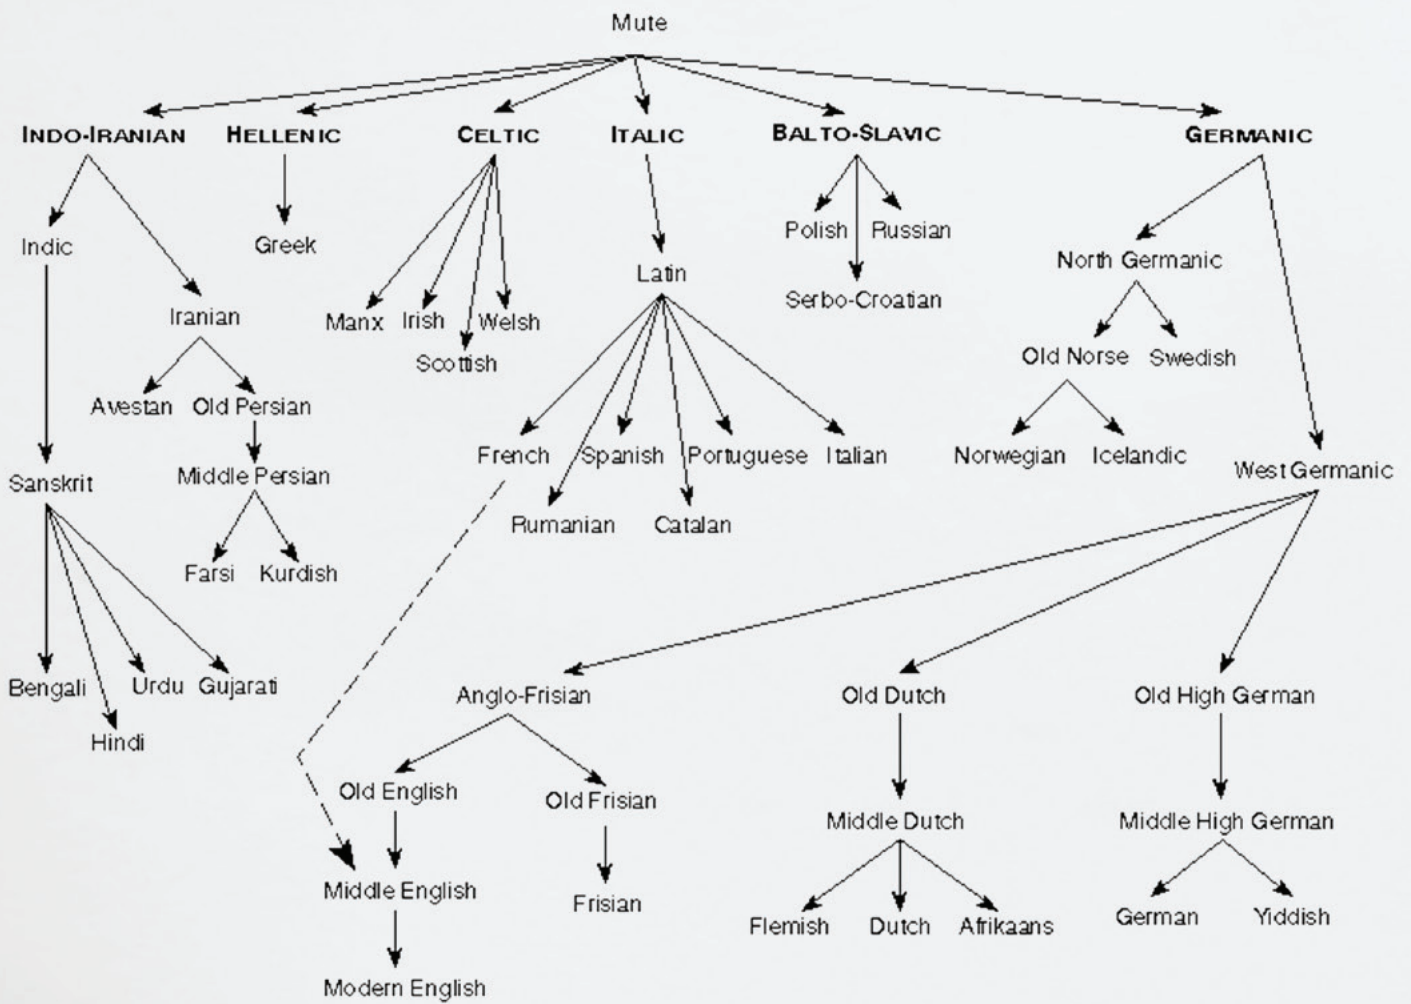 Mute
INDO-IRANIAN HELLENIC CELTIC ITALIC BALTO-SLAVIC GERMANIC
Polish Russian
Indic Greek North Germanic
Latin
Serbo-Croatian
Iranian Manx Irish Welsh
Old Norse Swedish
Scottish
Avestan Old Persian
French Spanish Portuguese Italian Norwegian Icelandic
West Germanic
Middle Persian
Sanskrit
Rumanian Catalan
Farsi Kurdish
Bengali Urdu Gujarati
Anglo-Frisian Old Dutch Old High German
Hindi
Old English Old Frisian
Middle Dutch Middle High German
Middle English
Frisian
German Yiddish
Flemish Dutch Afrikaans
Modern English